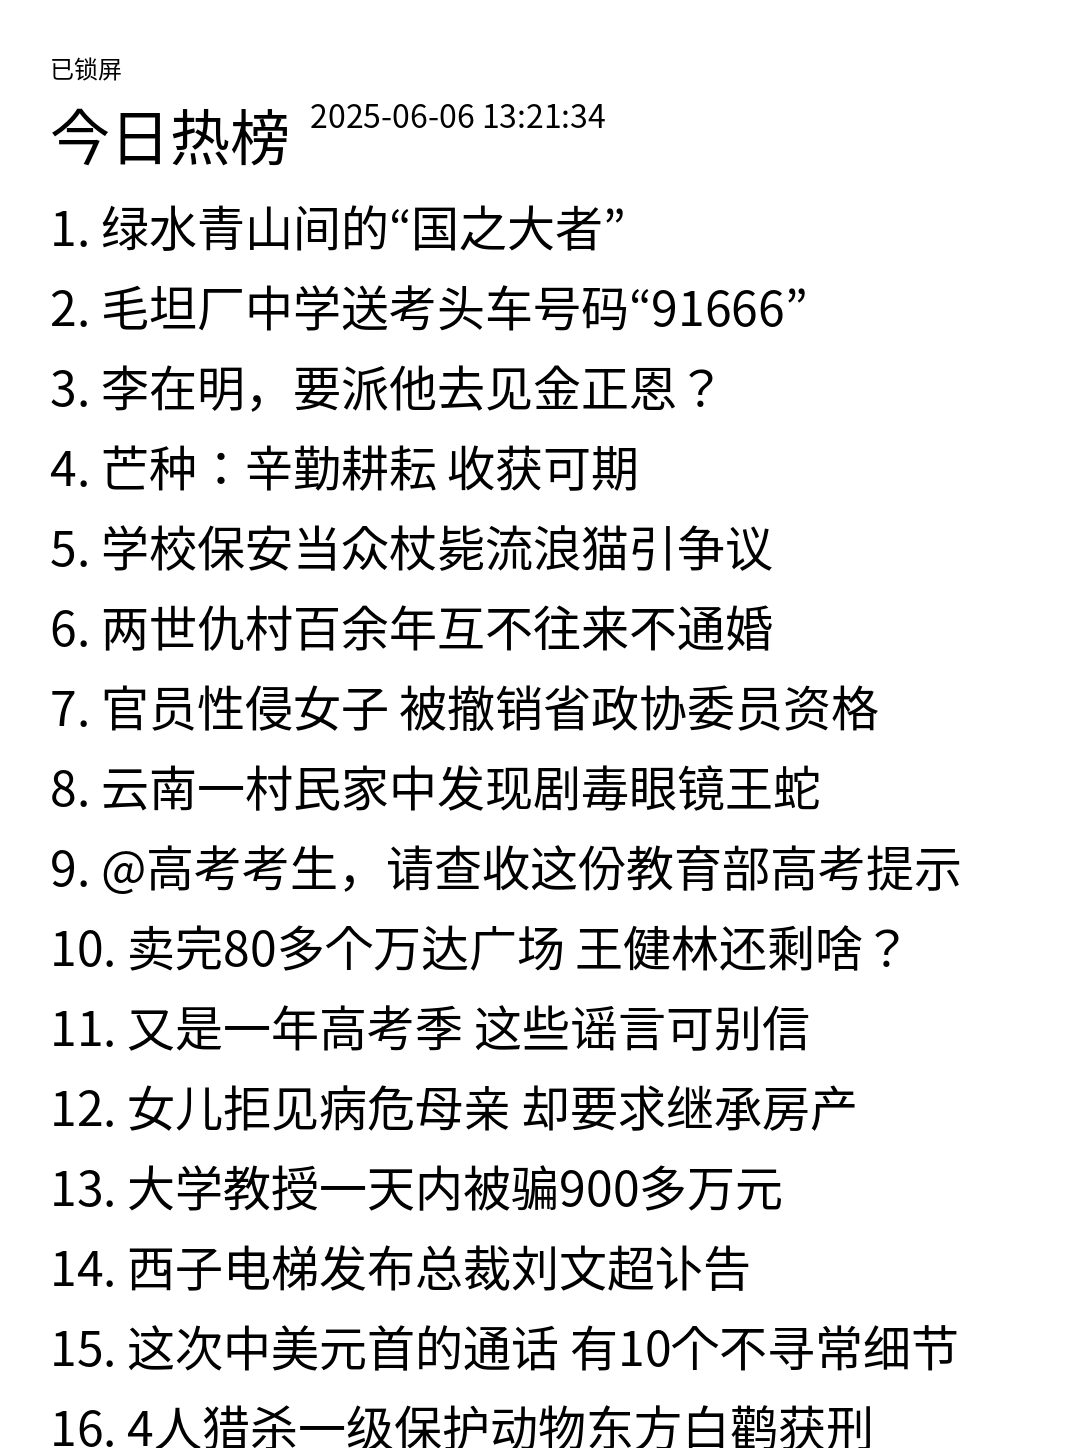 已锁屏
今日热榜 2025-06-06 13:21:34
1. 绿水青山间的“国之大者”
2. 毛坦厂中学送考头车号码“91666”
3. 李在明，要派他去见金正恩？
4. 芒种：辛勤耕耘 收获可期
5. 学校保安当众杖毙流浪猫引争议
6. 两世仇村百余年互不往来不通婚
7. 官员性侵女子 被撤销省政协委员资格
8. 云南一村民家中发现剧毒眼镜王蛇
9. @高考考生，请查收这份教育部高考提示
10. 卖完80多个万达广场 王健林还剩啥？
11. 又是一年高考季 这些谣言可别信
12. 女儿拒见病危母亲 却要求继承房产
13. 大学教授一天内被骗900多万元
14. 西子电梯发布总裁刘文超讣告
15. 这次中美元首的通话 有10个不寻常细节
16. 4人猎杀一级保护动物东方白鹳获刑